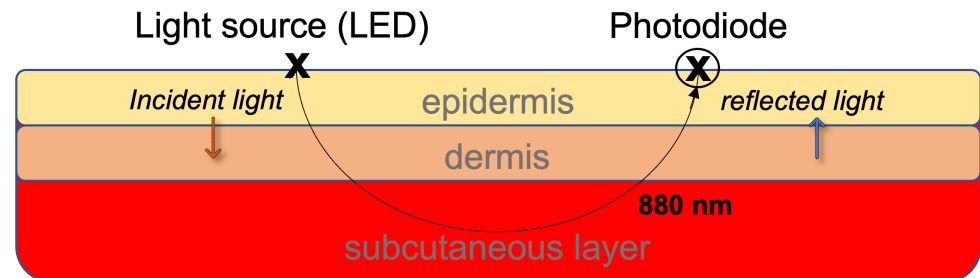 Light source (LED)
Photodiode
X
X
Incident light
epidermis
reflected light
dermis
880 nm
subcutaneous layer